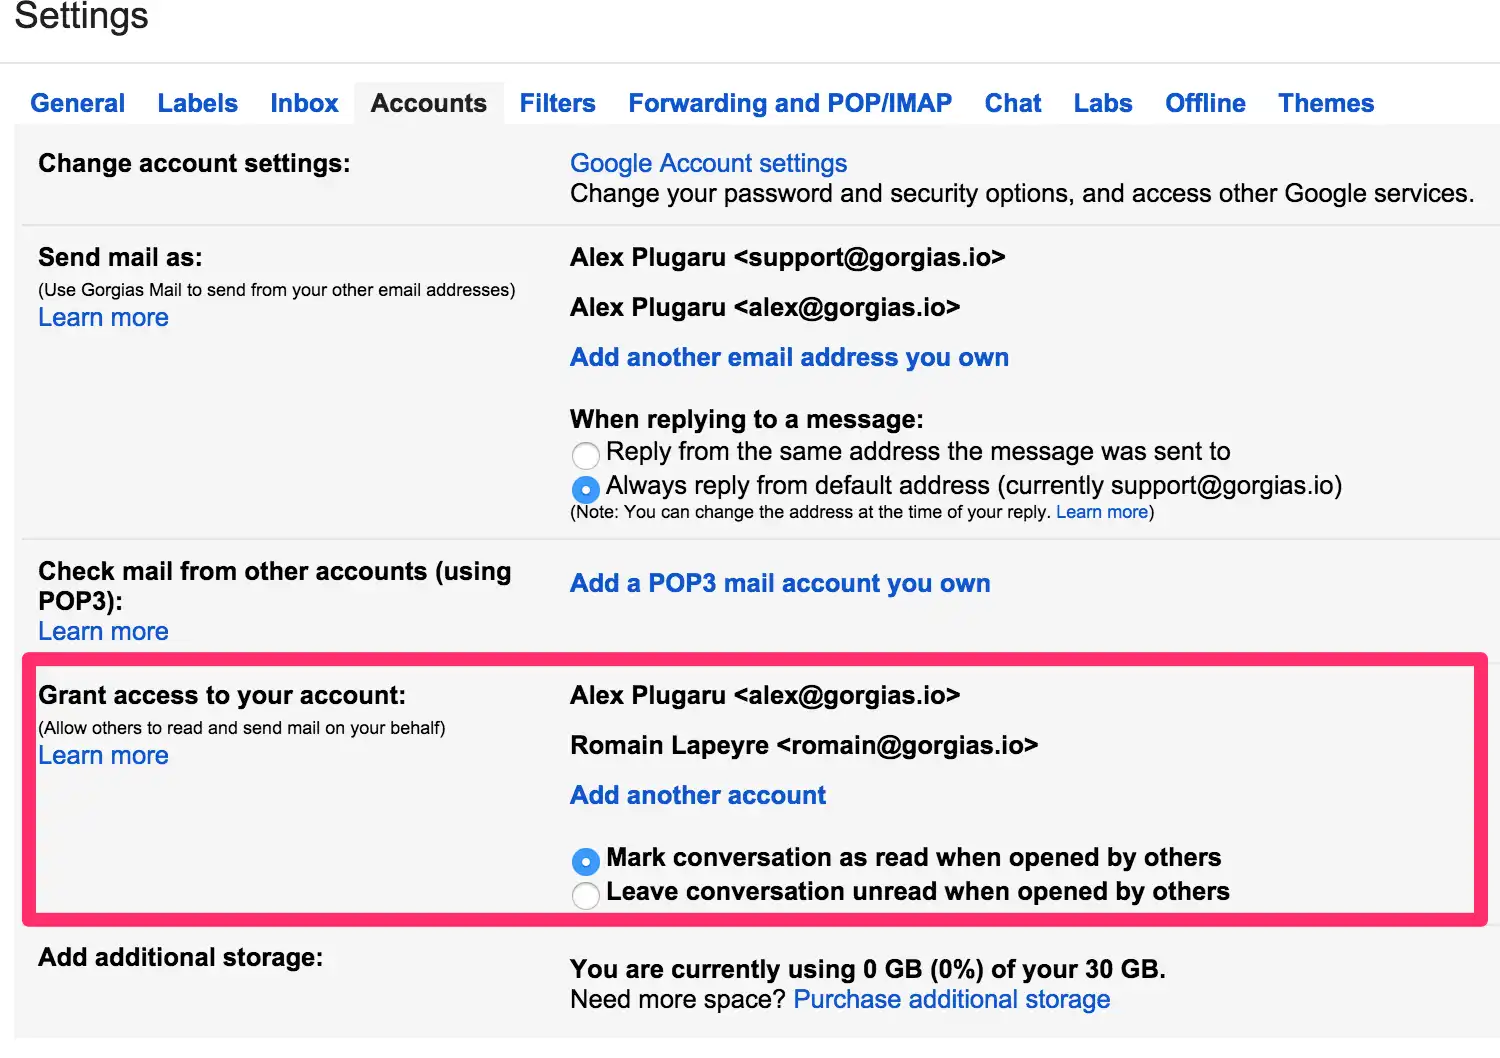 Settings
General Labels Inbox Accounts Filters Forwarding and POP/IMAP Chat Labs Offline Themes
Change account settings:
Google Account settings
Change your password and security options, and access other Google services.
Send mail as:
(Use Gorgias Mail to send from your other email addresses)
Learn more
Alex Plugaru <support@gorgias.io>
Alex Plugaru <alex@gorgias.io>
Add another email address you own
When replying to a message:
Reply from the same address the message was sent to
Always reply from default address (currently support@gorgias.io)
(Note: You can change the address at the time of your reply. Learn more)
Check mail from other accounts (using
POP3):
Learn more
Add a POP3 mail account you own
Grant access to your account:
(Allow others to read and send mail on your behalf)
Learn more
Alex Plugaru <alex@gorgias.io>
Romain Lapeyre <romain@gorgias.io>
Add another account
Mark conversation as read when opened by others
Leave conversation unread when opened by others
Add additional storage:
You are currently using 0 GB (0%) of your 30 GB.
Need more space? Purchase additional storage